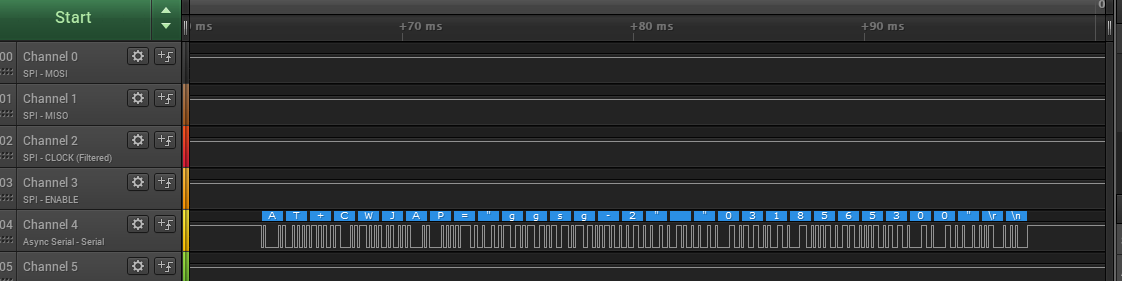 Start
ms +70 ms +80 ms +90 ms 0
00 Channel 0
SPI - MOSI
01 Channel 1
SPI - MISO
02 Channel 2
SPI - CLOCK (Filtered)
03 Channel 3
SPI - ENABLE
A T + C W J A P = " g g s g - 2 " " 0 3 1 8 5 6 5 3 0 0 " \r \n
04 Channel 4
Async Serial - Serial
05 Channel 5